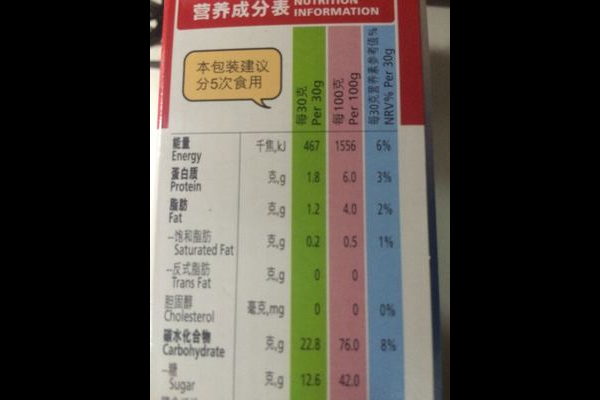 营养成分表 NUTRITION INFORMATION
本包装建议
分5次食用
每30克 Per 30g
每100克 Per 100g
每30克营养素参考值% NRV% Per 30g
能量 千焦,kJ 467 1556 6%
Energy
蛋白质 克,g 1.8 6.0 3%
Protein
脂肪 克,g 1.2 4.0 2%
Fat
--饱和脂肪 克,g 0.2 0.5 1%
Saturated Fat
--反式脂肪 克,g 0 0
Trans Fat
胆固醇 毫克,mg 0 0 0%
Cholesterol
碳水化合物 克,g 22.8 76.0 8%
Carbohydrate
--糖 克,g 12.6 42.0
Sugar